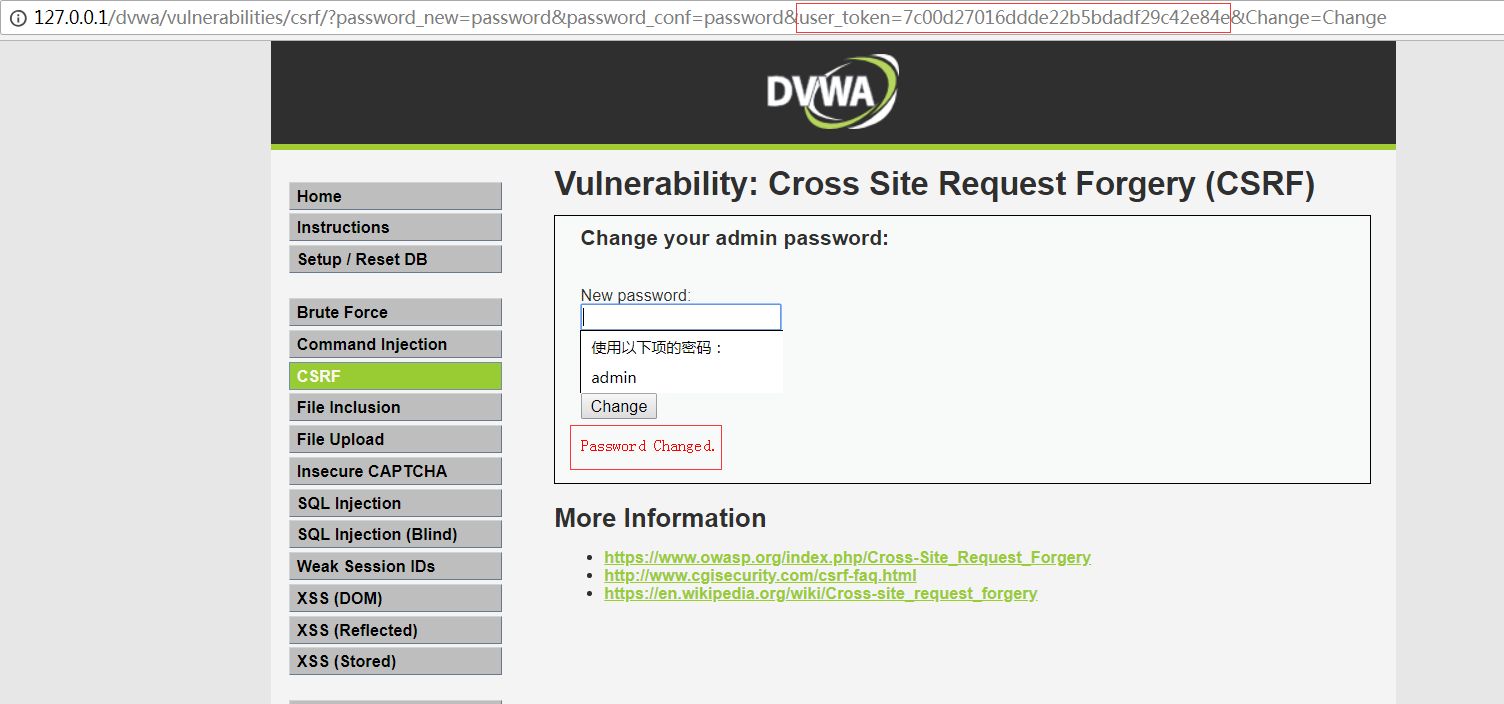 127.0.0.1/dvwa/vulnerabilities/csrf/?password_new=password&password_conf=password&user_token=7c00d27016ddde22b5bdadf29c42e84e&Change=Change
DVWA
Vulnerability: Cross Site Request Forgery (CSRF)
Home
Instructions
Setup / Reset DB
Brute Force
Command Injection
CSRF
File Inclusion
File Upload
Insecure CAPTCHA
SQL Injection
SQL Injection (Blind)
Weak Session IDs
XSS (DOM)
XSS (Reflected)
XSS (Stored)
Change your admin password:
New password:
使用以下项的密码：
admin
Change
Password Changed.
More Information
https://www.owasp.org/index.php/Cross-Site_Request_Forgery
http://www.cgisecurity.com/csrf-faq.html
https://en.wikipedia.org/wiki/Cross-site_request_forgery